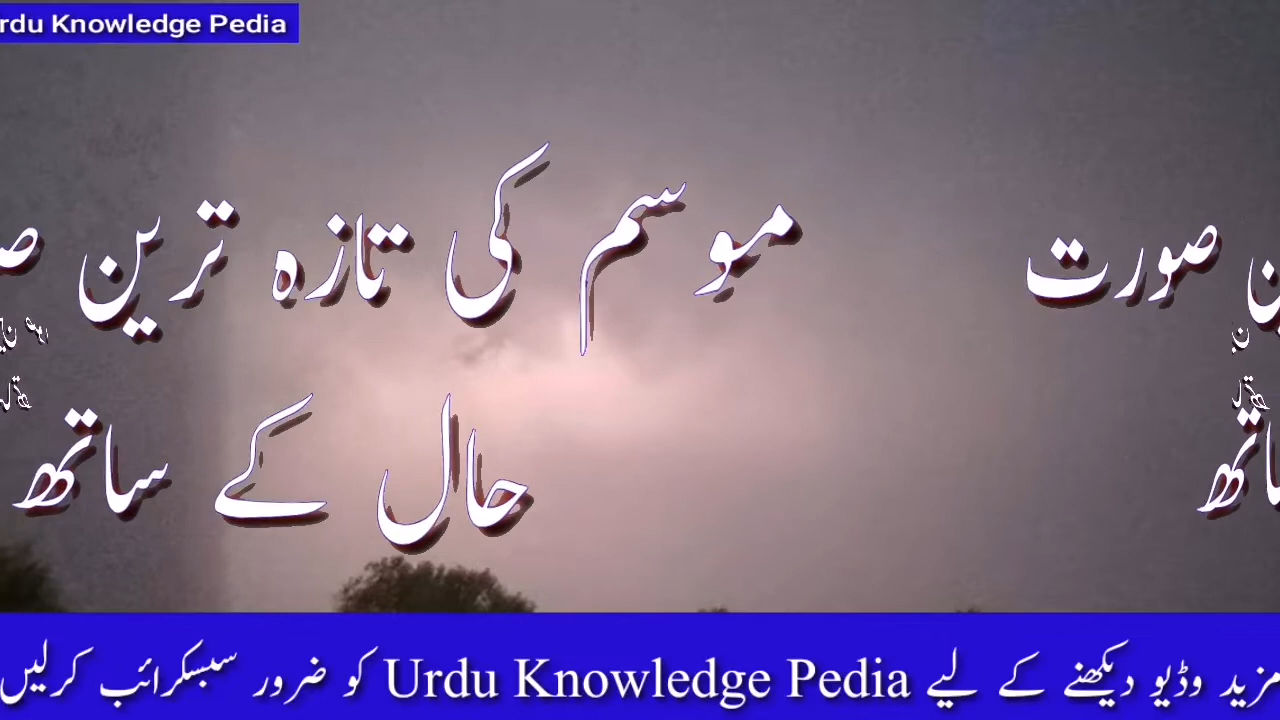 rdu Knowledge Pedia
موسم کی تازہ ترین صورت
حال کے ساتھ
مزید وڈیو دیکھنے کے لیے Urdu Knowledge Pedia کو ضرور سبسکرائب کرلیں